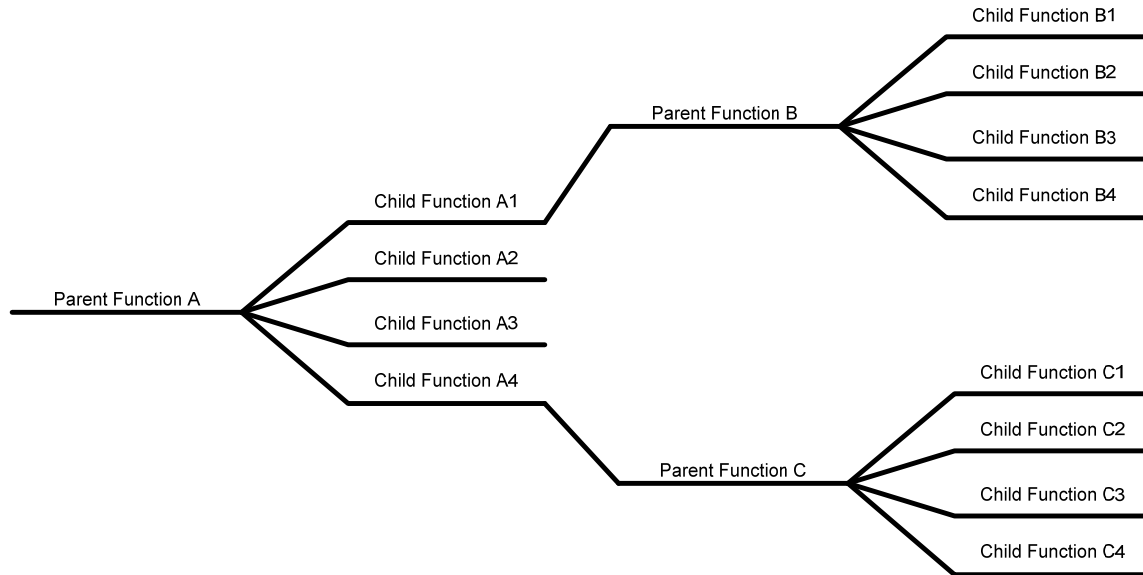 Child Function B1
Child Function B2
Parent Function B
Child Function B3
Child Function B4
Child Function A1
Child Function A2
Parent Function A
Child Function A3
Child Function A4
Child Function C1
Child Function C2
Parent Function C
Child Function C3
Child Function C4